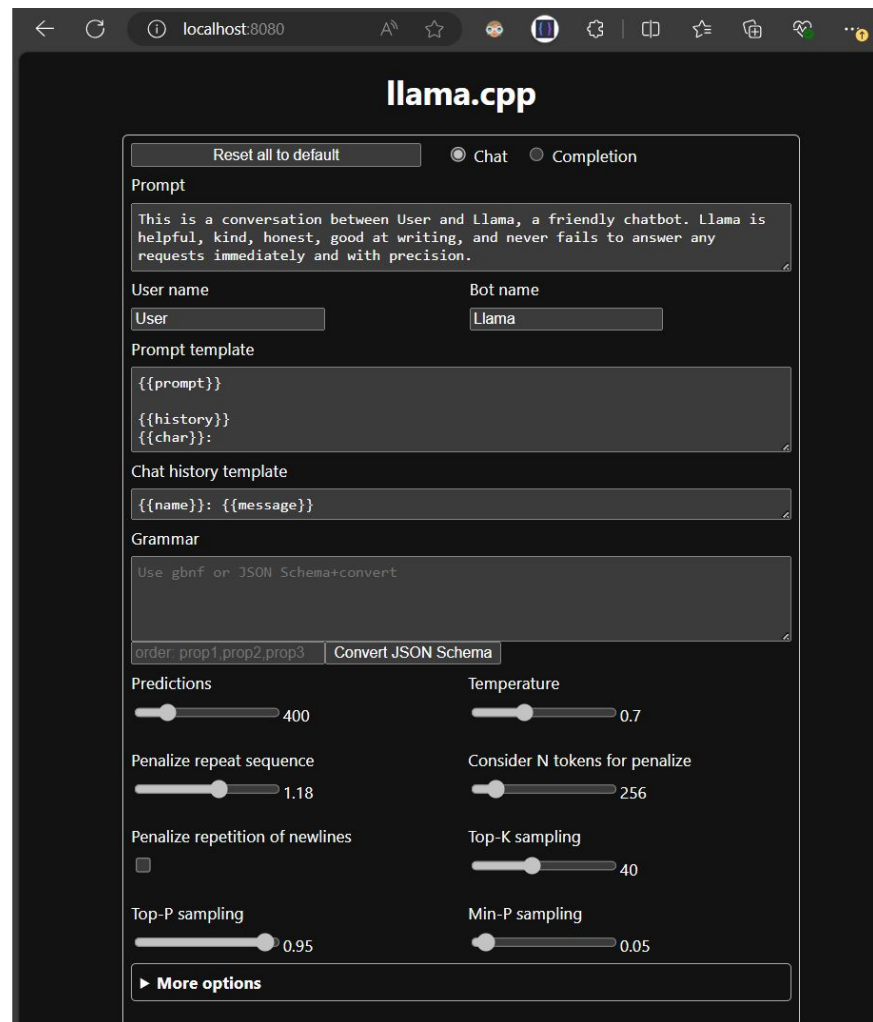 localhost:8080
llama.cpp
Reset all to default Chat Completion
Prompt
This is a conversation between User and Llama, a friendly chatbot. Llama is
helpful, kind, honest, good at writing, and never fails to answer any
requests immediately and with precision.
User name Bot name
User Llama
Prompt template
{{prompt}}
{{history}}
{{char}}:
Chat history template
{{name}}: {{message}}
Grammar
Use gbnf or JSON Schema+convert
order: prop1,prop2,prop3 Convert JSON Schema
Predictions Temperature
400 0.7
Penalize repeat sequence Consider N tokens for penalize
1.18 256
Penalize repetition of newlines Top-K sampling
40
Top-P sampling Min-P sampling
0.95 0.05
More options